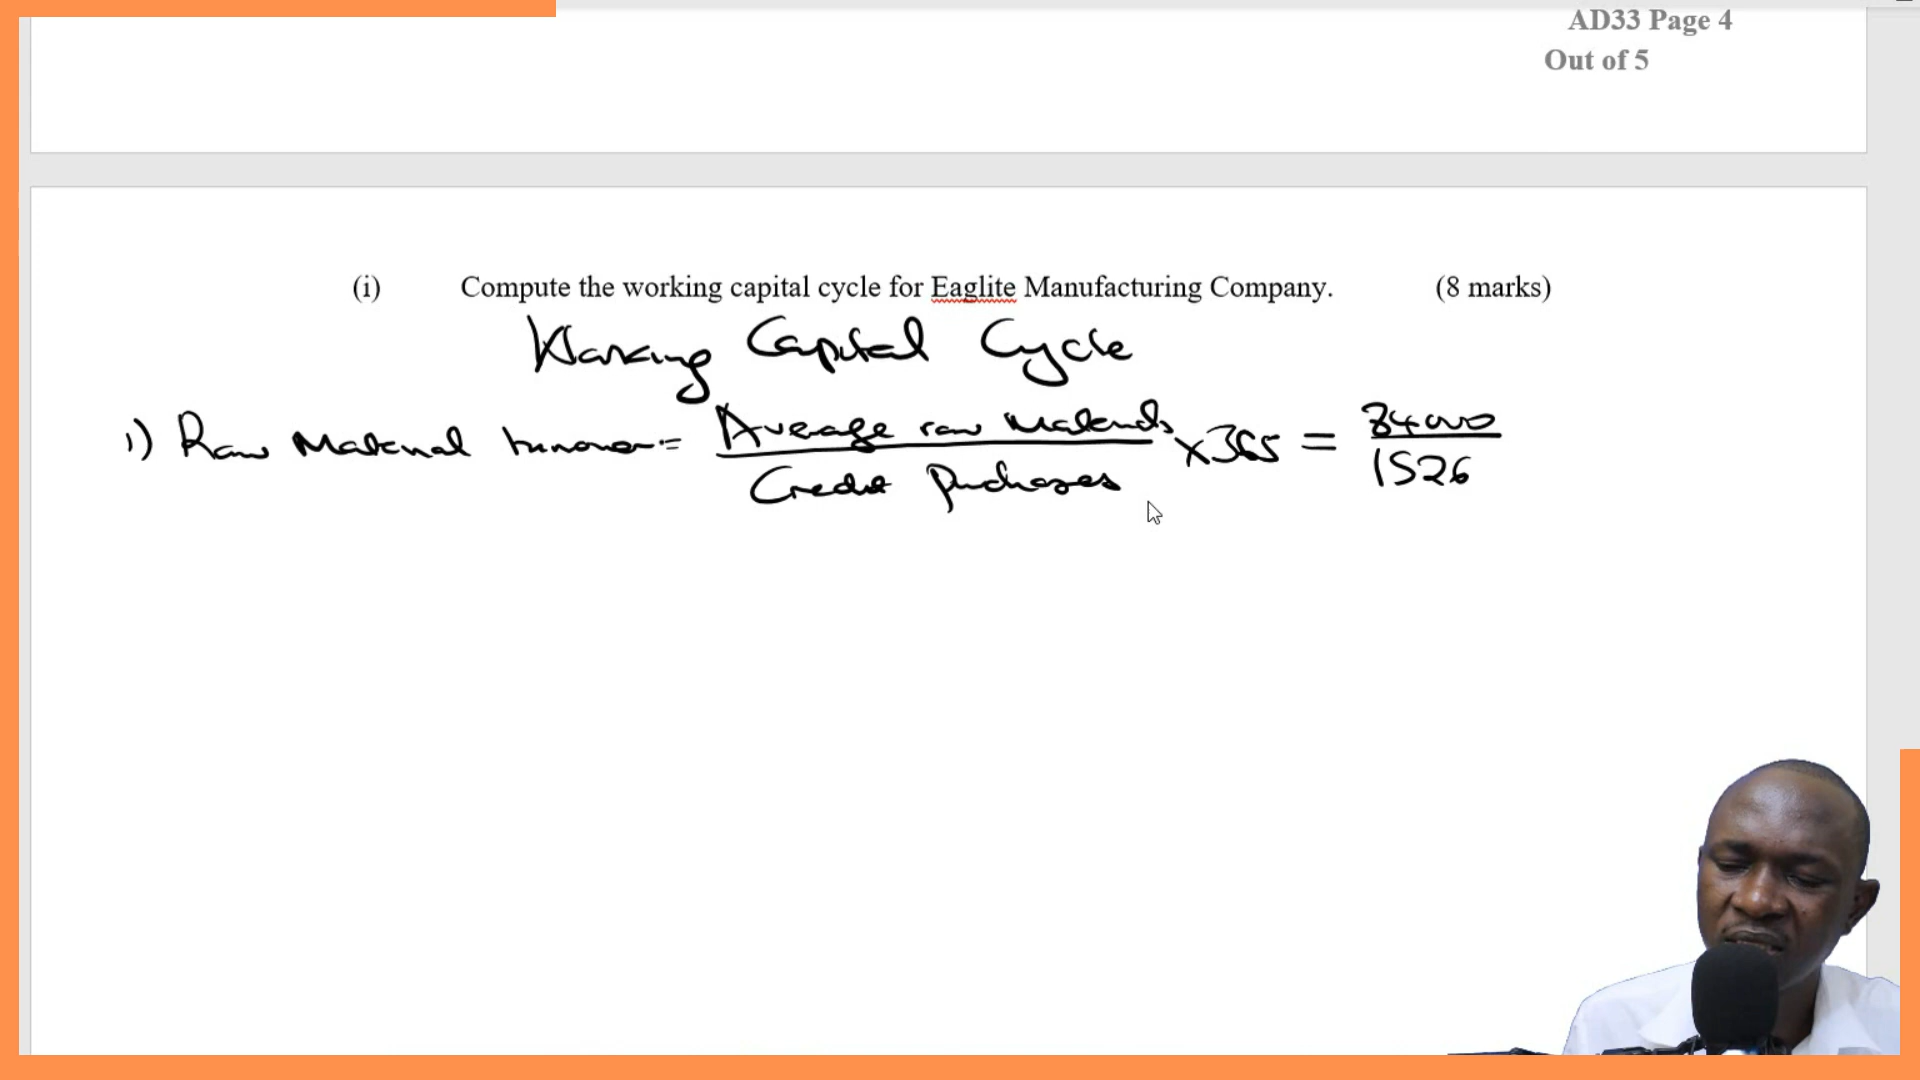 AD33 Page 4
Out of 5
(i) Compute the working capital cycle for Eaglite Manufacturing Company. (8 marks)
Working Capital Cycle
1) Raw Material turnover = Average raw materials / Credit Purchases × 365 = 84000 / 1526